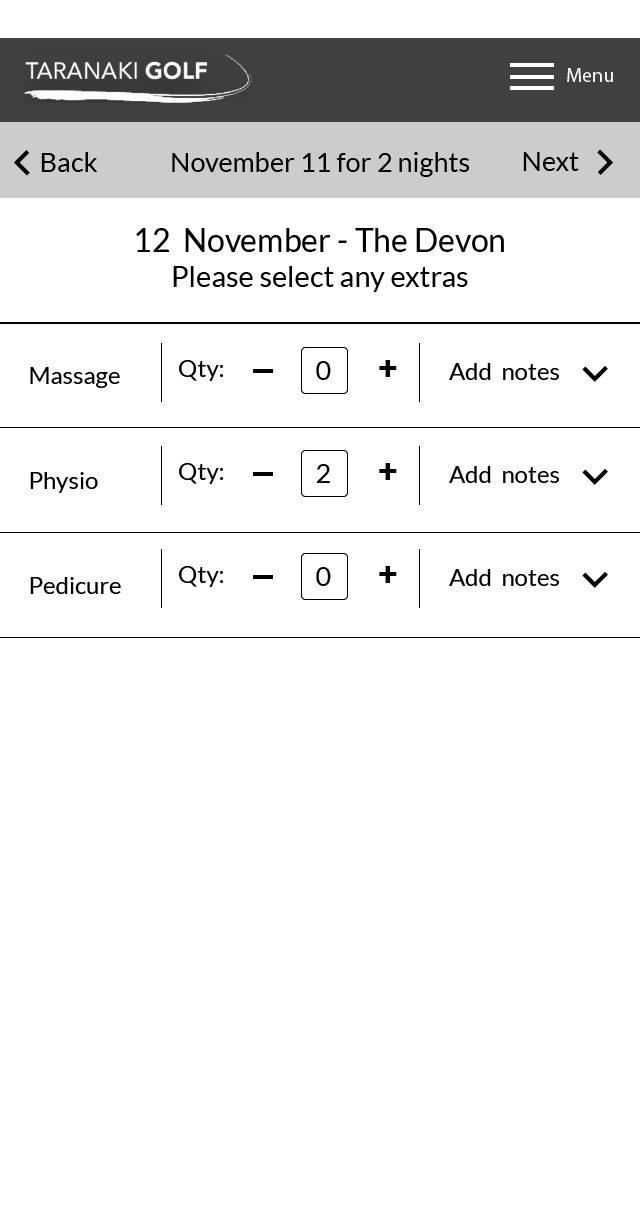 TARANAKI GOLF
Menu
Back
November 11 for 2 nights
Next
12 November - The Devon
Please select any extras
Massage
Qty:
0
Add notes
Physio
Qty:
2
Add notes
Pedicure
Qty:
0
Add notes